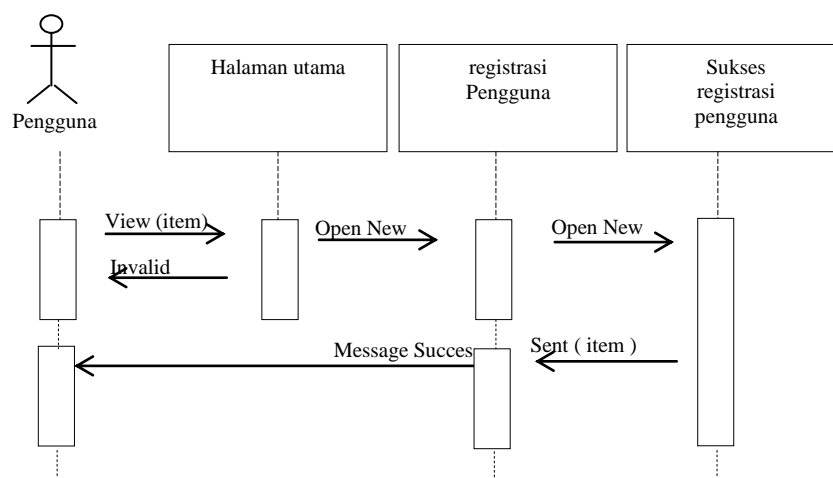 Halaman utama
registrasi
Pengguna
Sukses
registrasi
pengguna
Pengguna
View (item)
Open New
Open New
Invalid
Message Succes
Sent ( item )